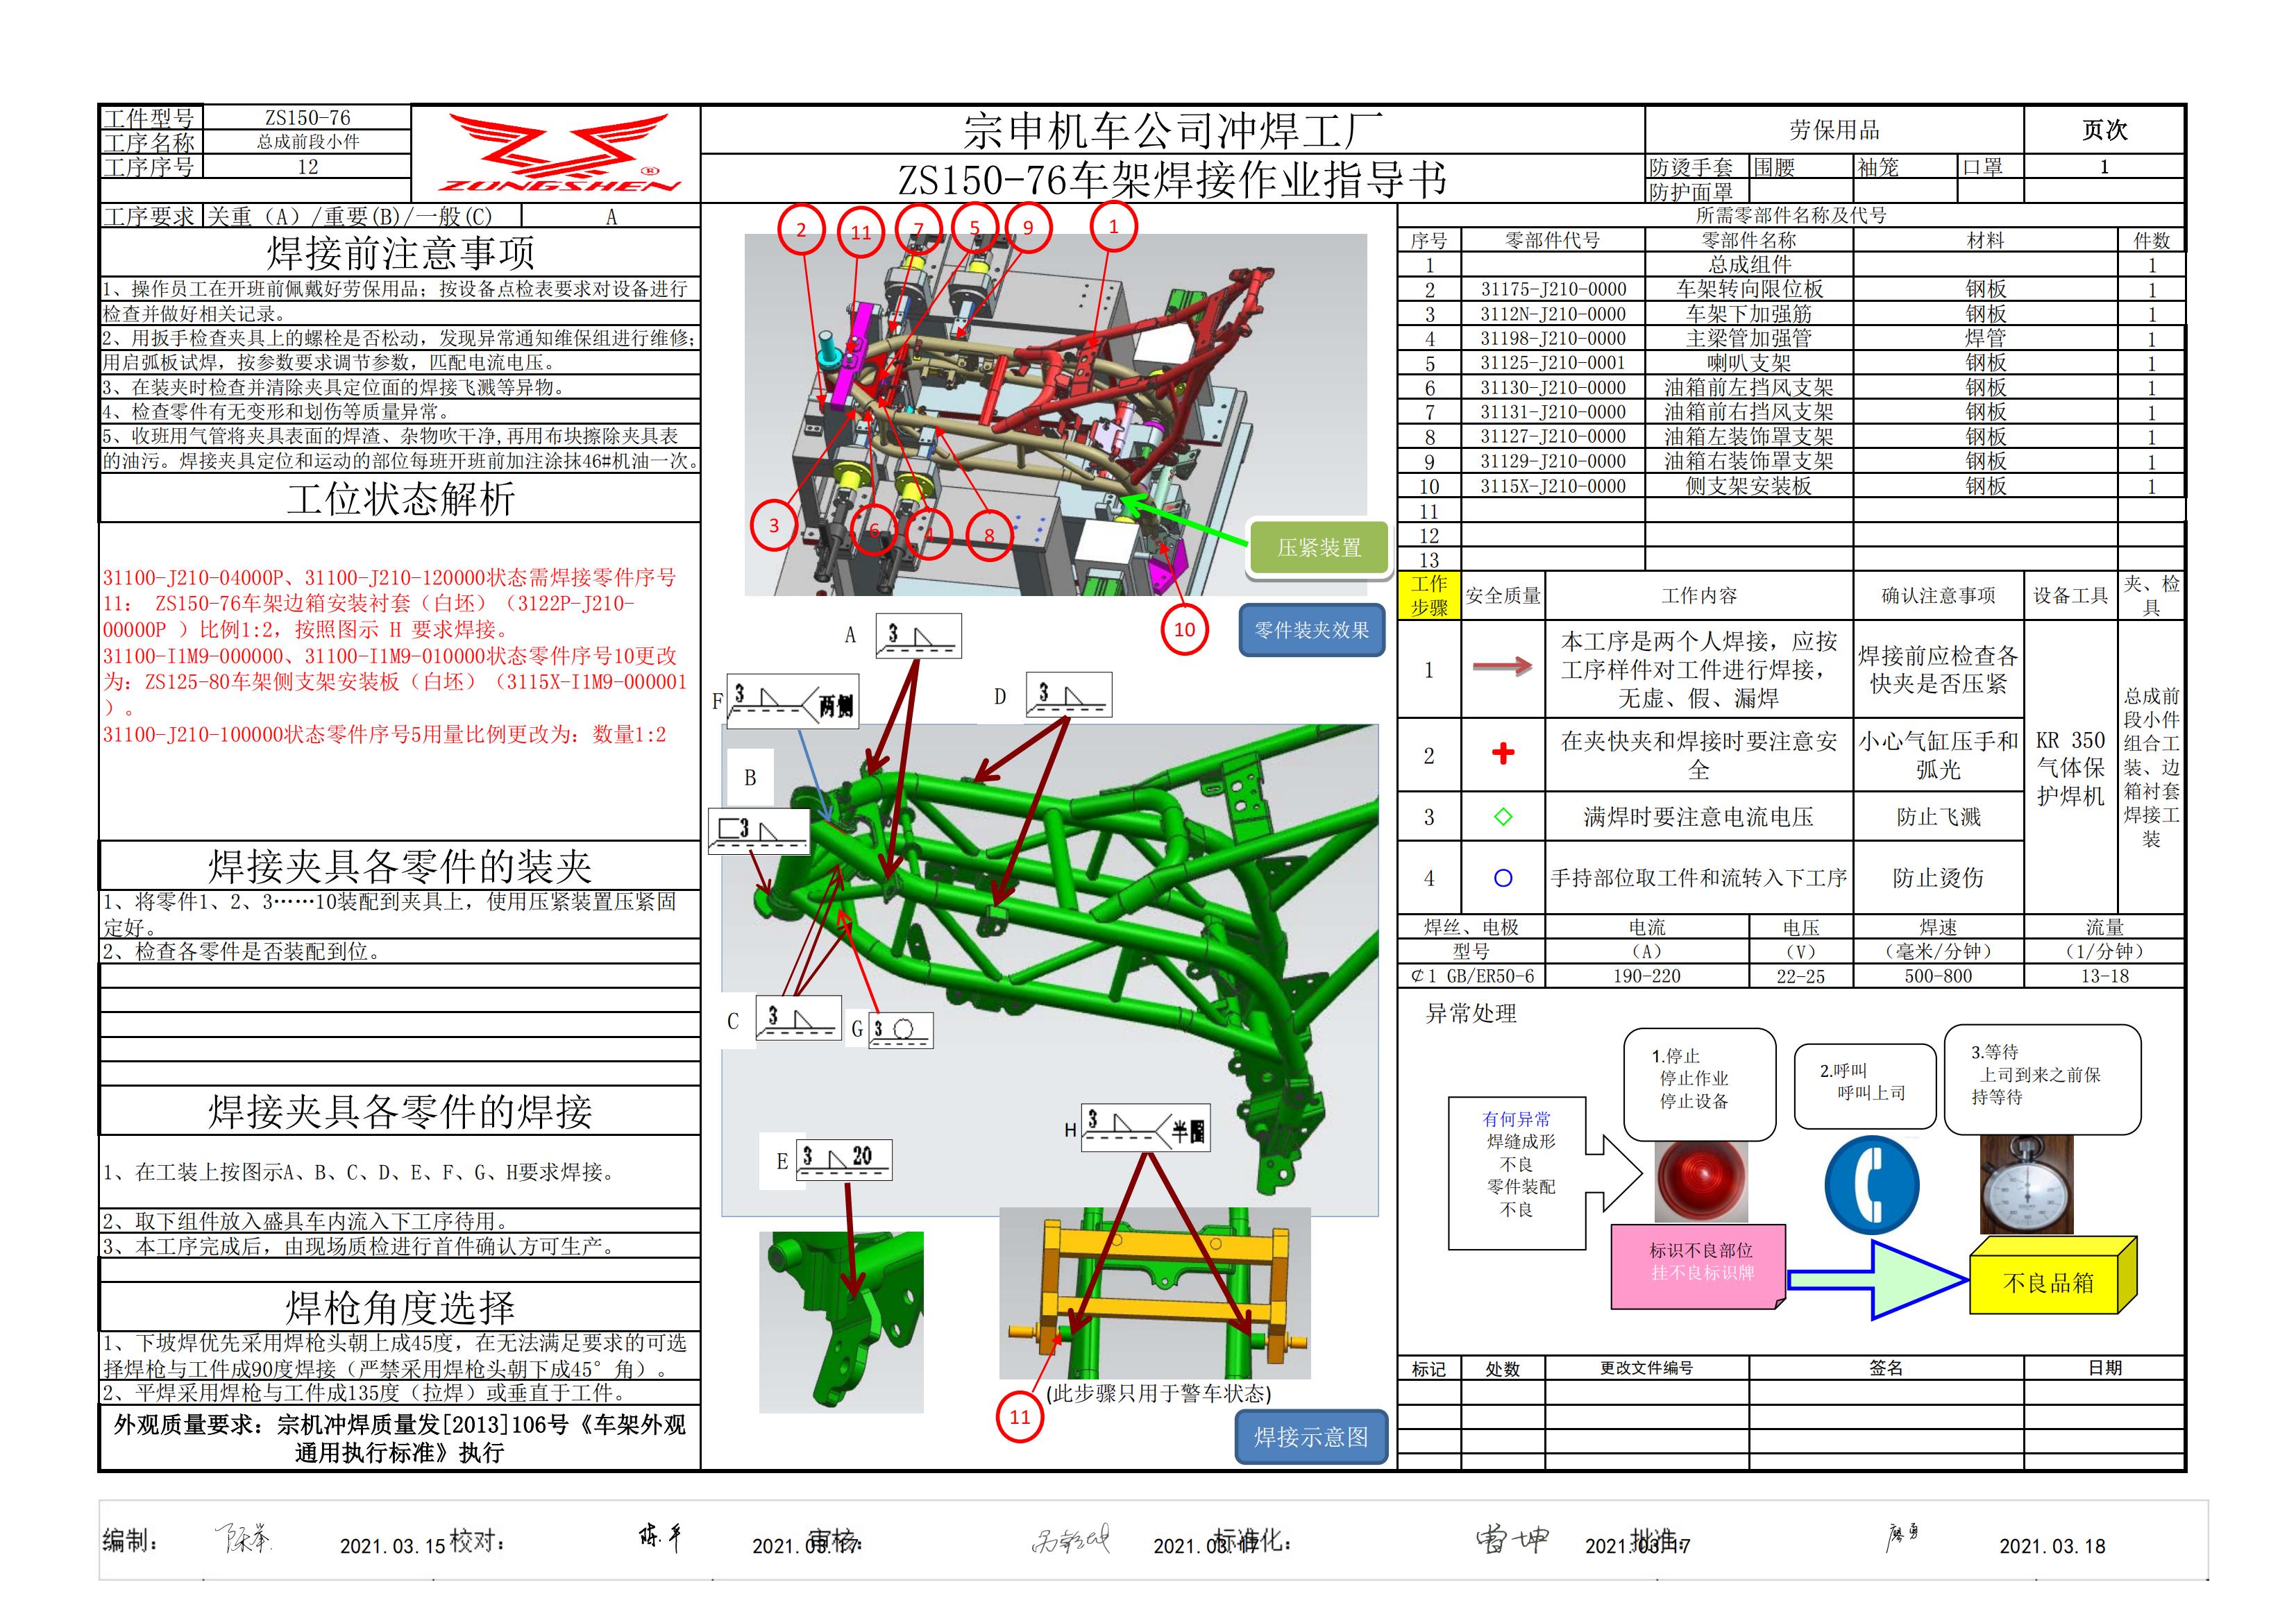 工件型号 ZS150-76
工序名称 总成前段小件
工序序号 12
ZONGSHEN ®
宗申机车公司冲焊工厂
ZS150-76车架焊接作业指导书
劳保用品 页次
防烫手套 围腰 袖笼 口罩 1
防护面罩
工序要求 关重（A）/重要(B)/一般(C) A
焊接前注意事项
1、操作员工在开班前佩戴好劳保用品；按设备点检表要求对设备进行
检查并做好相关记录。
2、用扳手检查夹具上的螺栓是否松动，发现异常通知维保组进行维修；
用启弧板试焊，按参数要求调节参数，匹配电流电压。
3、在装夹时检查并清除夹具定位面的焊接飞溅等异物。
4、检查零件有无变形和划伤等质量异常。
5、收班用气管将夹具表面的焊渣、杂物吹干净,再用布块擦除夹具表
的油污。焊接夹具定位和运动的部位每班开班前加注涂抹46#机油一次。
工位状态解析
31100-J210-04000P、31100-J210-120000状态需焊接零件序号
11： ZS150-76车架边箱安装衬套（白坯）（3122P-J210-
00000P ）比例1:2，按照图示 H 要求焊接。
31100-I1M9-000000、31100-I1M9-010000状态零件序号10更改
为：ZS125-80车架侧支架安装板（白坯）（3115X-I1M9-000001
）。
31100-J210-100000状态零件序号5用量比例更改为：数量1:2
焊接夹具各零件的装夹
1、将零件1、2、3……10装配到夹具上，使用压紧装置压紧固
定好。
2、检查各零件是否装配到位。
焊接夹具各零件的焊接
1、在工装上按图示A、B、C、D、E、F、G、H要求焊接。
2、取下组件放入盛具车内流入下工序待用。
3、本工序完成后，由现场质检进行首件确认方可生产。
焊枪角度选择
1、下坡焊优先采用焊枪头朝上成45度，在无法满足要求的可选
择焊枪与工件成90度焊接（严禁采用焊枪头朝下成45°角）。
2、平焊采用焊枪与工件成135度（拉焊）或垂直于工件。
外观质量要求：宗机冲焊质量发[2013]106号《车架外观
通用执行标准》执行
2 11 7 5 9 1
3 6 4 8
压紧装置
10
零件装夹效果
A 3
F 3 两侧
D 3
B 3
C 3
G 3
H 3 半圈
E 3 20
(此步骤只用于警车状态)
11
焊接示意图
所需零部件名称及代号
序号 零部件代号 零部件名称 材料 件数
1 总成组件 1
2 31175-J210-0000 车架转向限位板 钢板 1
3 3112N-J210-0000 车架下加强筋 钢板 1
4 31198-J210-0000 主梁管加强管 焊管 1
5 31125-J210-0001 喇叭支架 钢板 1
6 31130-J210-0000 油箱前左挡风支架 钢板 1
7 31131-J210-0000 油箱前右挡风支架 钢板 1
8 31127-J210-0000 油箱左装饰罩支架 钢板 1
9 31129-J210-0000 油箱右装饰罩支架 钢板 1
10 3115X-J210-0000 侧支架安装板 钢板 1
11
12
13
工作
步骤
安全质量 工作内容 确认注意事项 设备工具
夹、检
具
1
本工序是两个人焊接，应按
工序样件对工件进行焊接，
无虚、假、漏焊
焊接前应检查各
快夹是否压紧
2
在夹快夹和焊接时要注意安
全
小心气缸压手和
弧光
3 满焊时要注意电流电压 防止飞溅
4 手持部位取工件和流转入下工序 防止烫伤
KR 350
气体保
护焊机
总成前
段小件
组合工
装、边
箱衬套
焊接工
装
焊丝、电极 电流 电压 焊速 流量
型号 （A） （V） （毫米/分钟） （1/分钟）
¢1 GB/ER50-6 190-220 22-25 500-800 13-18
异常处理
有何异常
焊缝成形
不良
零件装配
不良
1.停止
停止作业
停止设备
2.呼叫
呼叫上司
3.等待
上司到来之前保
持等待
标识不良部位
挂不良标识牌
不良品箱
标记 处数 更改文件编号 签名 日期
编制： 2021.03.15 校对： 2021.03.17 审核： 2021.03.17 标准化： 2021.03.17 批准： 2021.03.18